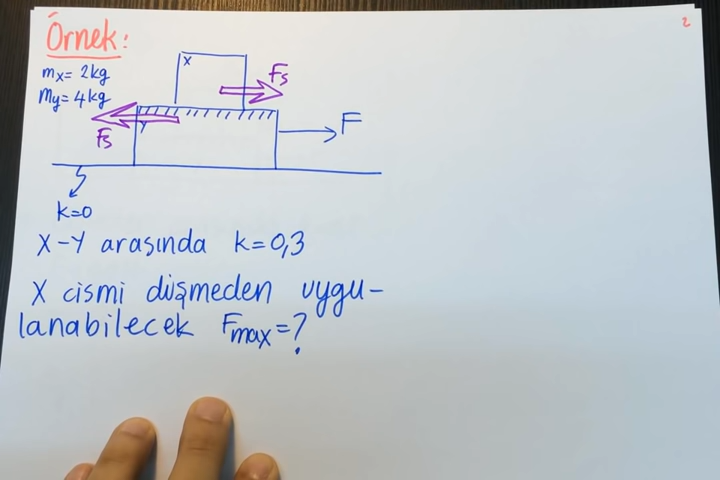 2
Örnek:
mx= 2kg
My= 4kg
X
Fs
Y
Fs
F
k=0
X-Y arasında k=0,3
X cismi düşmeden uygu-
lanabilecek Fmax=?